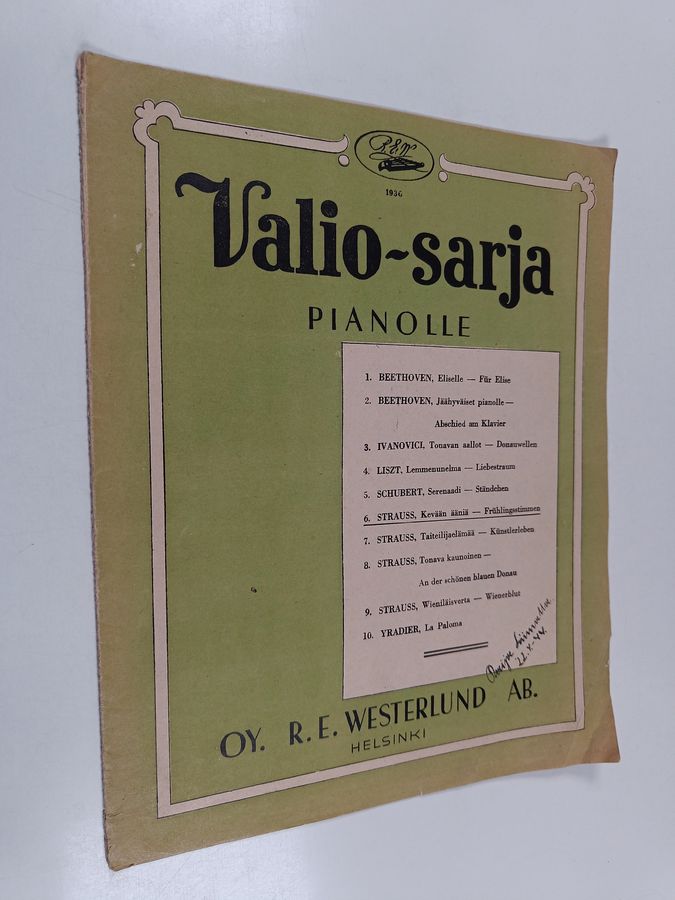 R.E.W.
1936
Valio-sarja
PIANOLLE
1. BEETHOVEN, Eliselle — Für Elise
2. BEETHOVEN, Jäähyväiset pianolle —
Abschied am Klavier
3. IVANOVICI, Tonavan aallot — Donauwellen
4. LISZT, Lemmenunelma — Liebestraum
5. SCHUBERT, Serenaadi — Ständchen
6. STRAUSS, Kevään ääniä — Frühlingsstimmen
7. STRAUSS, Taiteilijaelämää — Künstlerleben
8. STRAUSS, Tonava kaunoinen —
An der schönen blauen Donau
9. STRAUSS, Wieniläisverta — Wienerblut
10. YRADIER, La Paloma
22.X-44.
OY. R. E. WESTERLUND AB.
HELSINKI